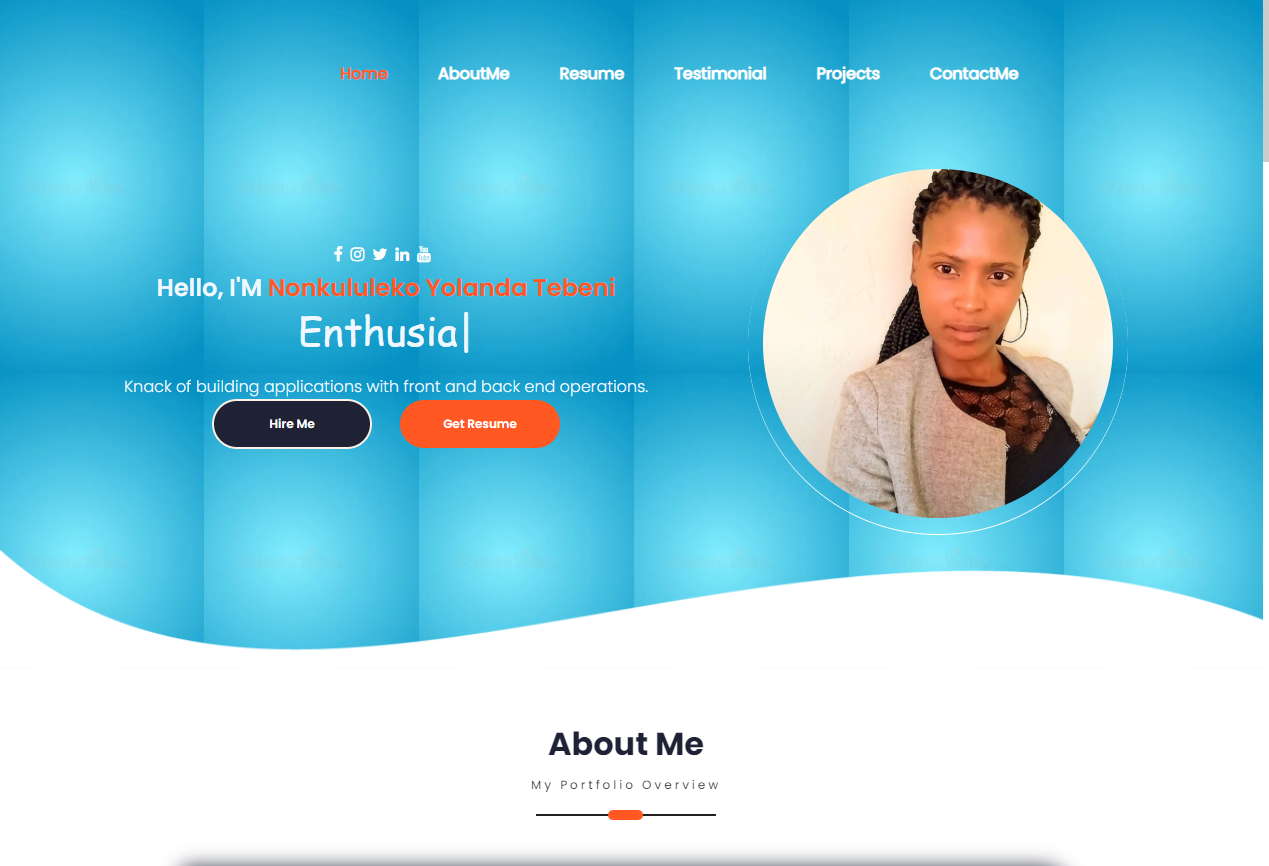 Home AboutMe Resume Testimonial Projects ContactMe
Hello, I'M Nonkululeko Yolanda Tebeni
Enthusia|
Knack of building applications with front and back end operations.
Hire Me Get Resume
About Me
My Portfolio Overview